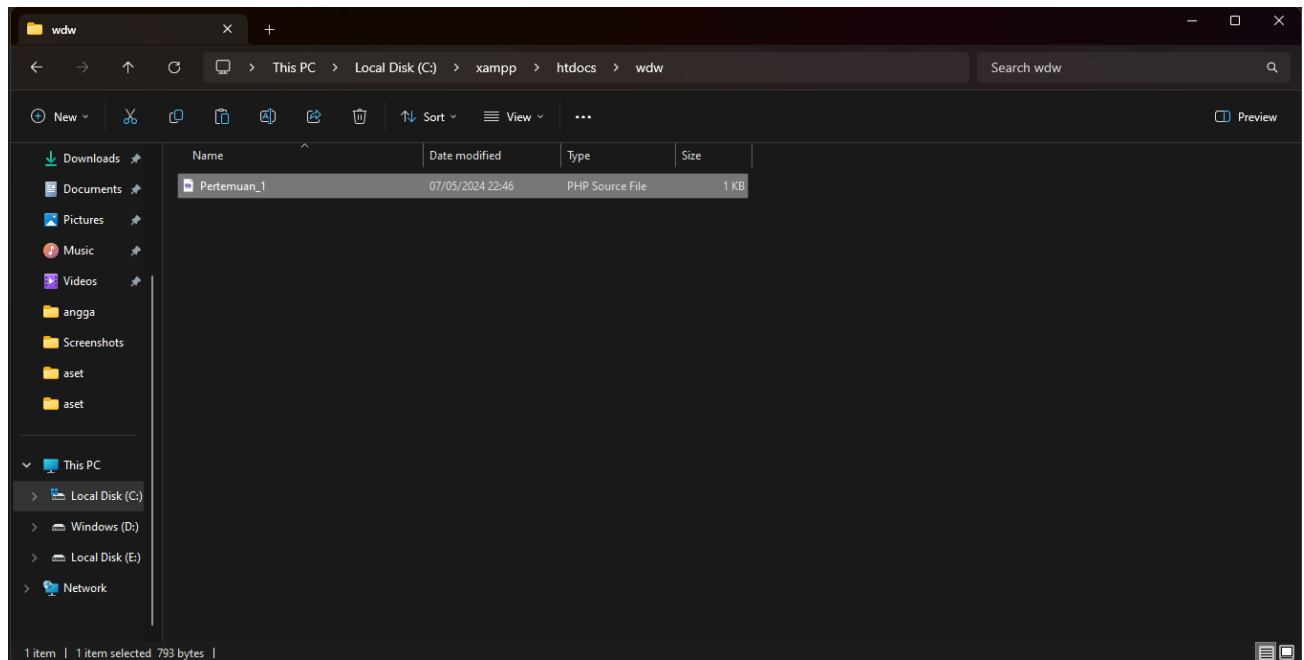 wdw
This PC > Local Disk (C:) > xampp > htdocs > wdw
Search wdw
New
Sort
View
Preview
Downloads
Documents
Pictures
Music
Videos
angga
Screenshots
aset
aset
This PC
Local Disk (C:)
Windows (D:)
Local Disk (E:)
Network
Name Date modified Type Size
Pertemuan_1 07/05/2024 22:46 PHP Source File 1 KB
1 item | 1 item selected 793 bytes |